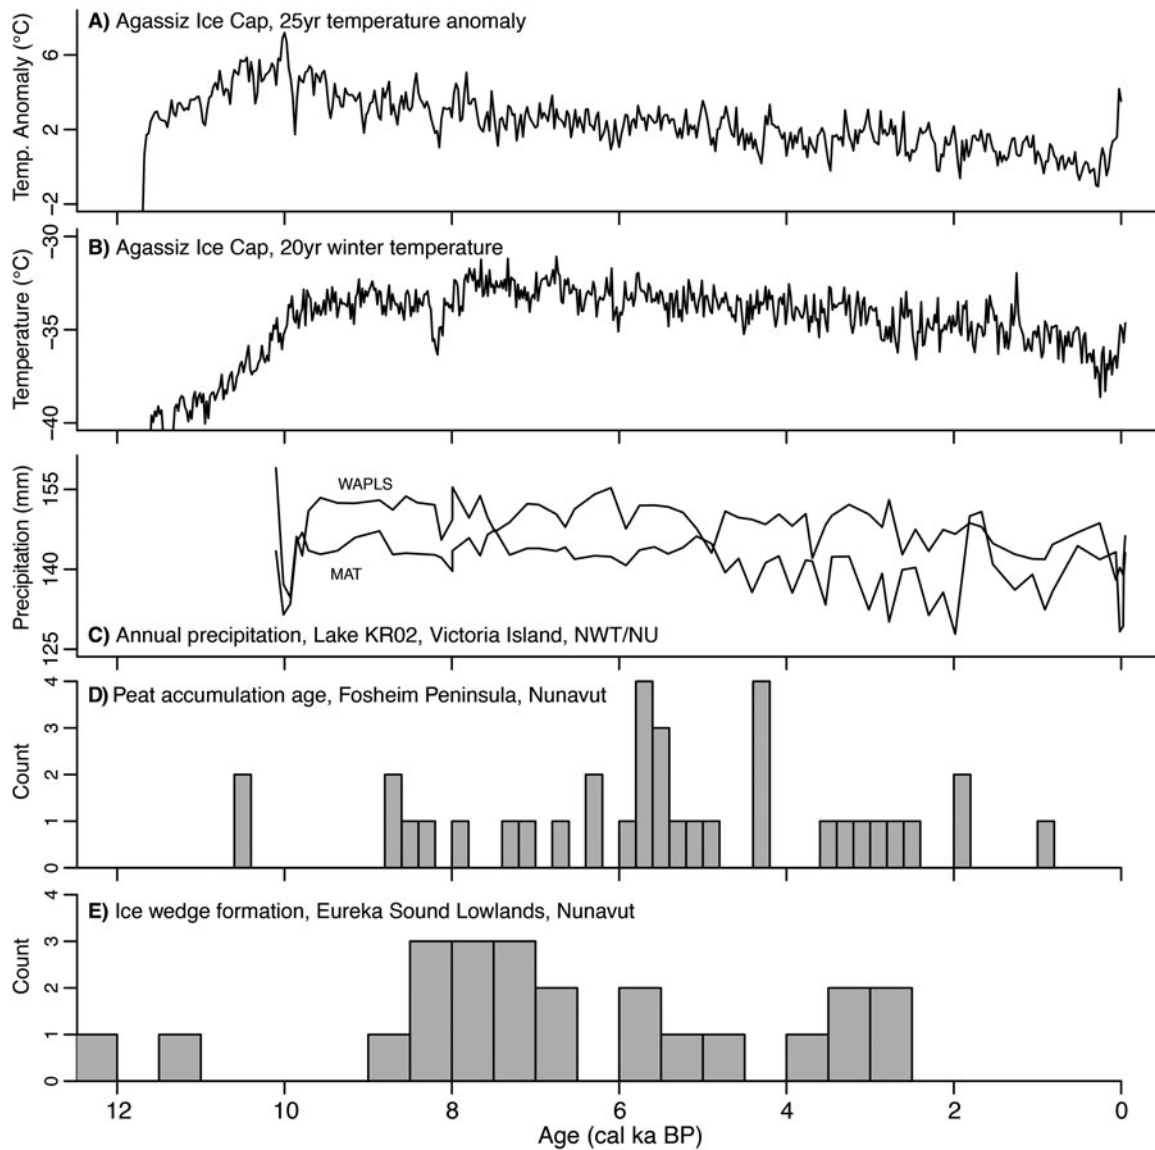 A) Agassiz Ice Cap, 25yr temperature anomaly
Temp. Anomaly (°C)
6
2
-2
B) Agassiz Ice Cap, 20yr winter temperature
Temperature (°C)
-30
-35
-40
WAPLS
MAT
Precipitation (mm)
155
140
125
C) Annual precipitation, Lake KR02, Victoria Island, NWT/NU
D) Peat accumulation age, Fosheim Peninsula, Nunavut
Count
4
3
2
1
0
E) Ice wedge formation, Eureka Sound Lowlands, Nunavut
Count
4
3
2
1
0
12 10 8 6 4 2 0
Age (cal ka BP)